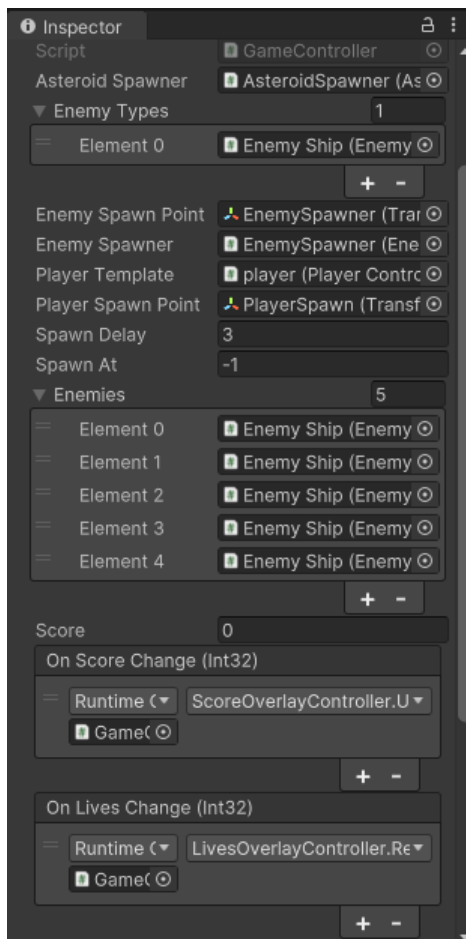 Inspector
Script GameController
Asteroid Spawner AsteroidSpawner (As
Enemy Types 1
Element 0 Enemy Ship (Enemy
+ -
Enemy Spawn Point EnemySpawner (Trar
Enemy Spawner EnemySpawner (Ene
Player Template player (Player Contrc
Player Spawn Point PlayerSpawn (Transf
Spawn Delay 3
Spawn At -1
Enemies 5
Element 0 Enemy Ship (Enemy
Element 1 Enemy Ship (Enemy
Element 2 Enemy Ship (Enemy
Element 3 Enemy Ship (Enemy
Element 4 Enemy Ship (Enemy
+ -
Score 0
On Score Change (Int32)
Runtime ( ScoreOverlayController.U
Game(
+ -
On Lives Change (Int32)
Runtime ( LivesOverlayController.Re
Game(
+ -